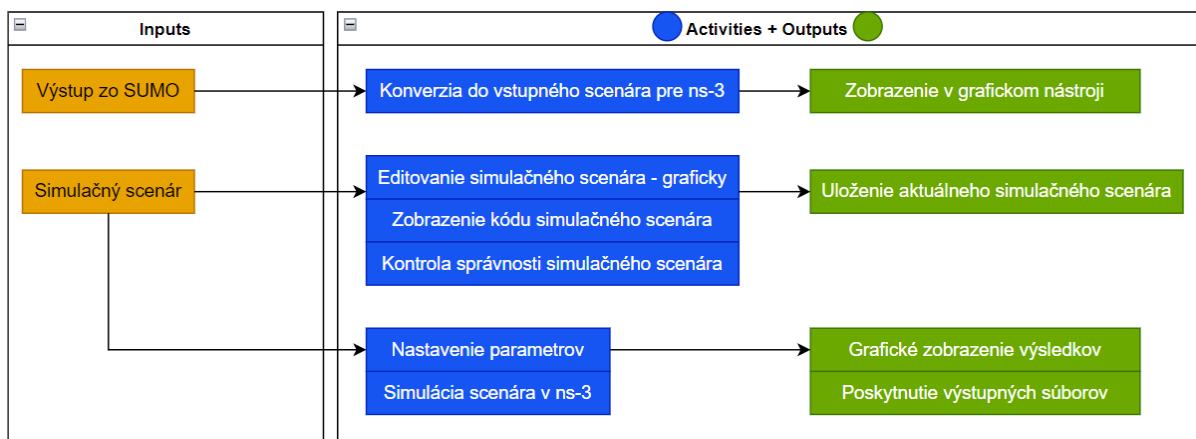 Inputs
Activities + Outputs
Výstup zo SUMO
Konverzia do vstupného scenára pre ns-3
Zobrazenie v grafickom nástroji
Simulačný scenár
Editovanie simulačného scenára - graficky
Uloženie aktuálneho simulačného scenára
Zobrazenie kódu simulačného scenára
Kontrola správnosti simulačného scenára
Nastavenie parametrov
Grafické zobrazenie výsledkov
Simulácia scenára v ns-3
Poskytnutie výstupných súborov